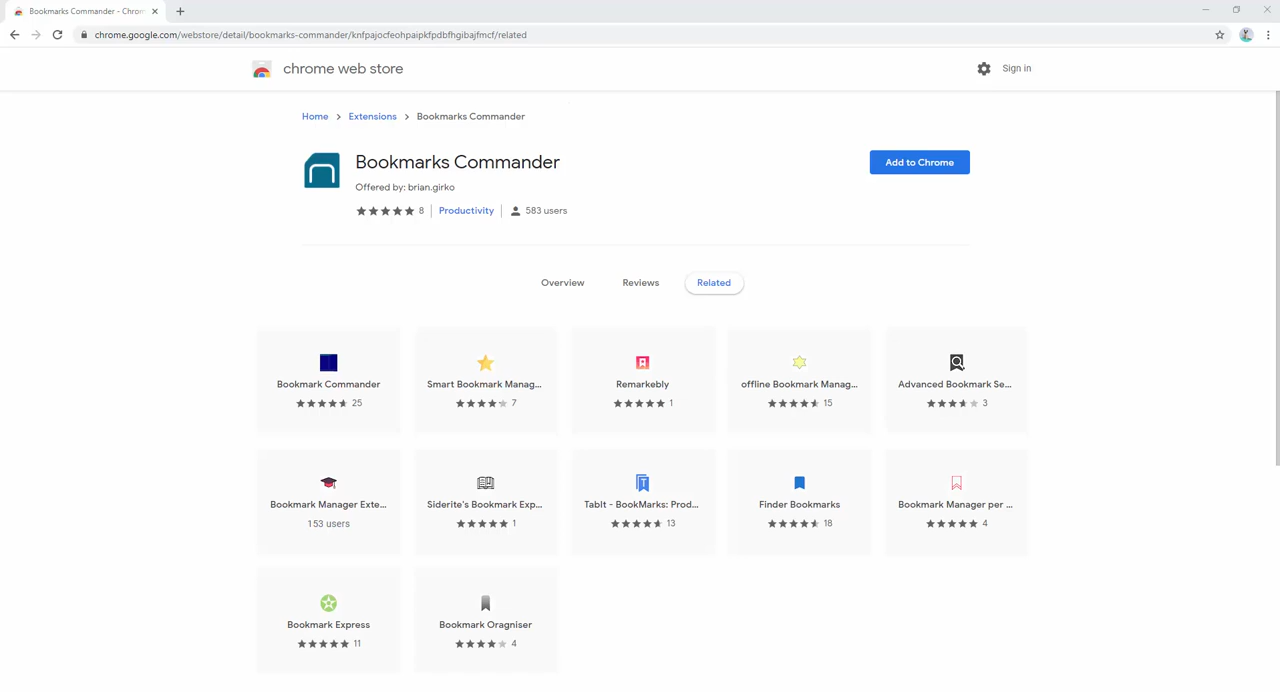 Bookmarks Commander - Chrom
chrome.google.com/webstore/detail/bookmarks-commander/knfpajocfeohpaipkfpdbfhgibajfmcf/related
chrome web store
Sign in
Home > Extensions > Bookmarks Commander
Bookmarks Commander
Add to Chrome
Offered by: brian.girko
8 Productivity 583 users
Overview Reviews Related
Bookmark Commander Smart Bookmark Manag... Remarkebly offline Bookmark Manag... Advanced Bookmark Se...
25 7 1 15 3
Bookmark Manager Exte... Siderite's Bookmark Exp... TabIt - BookMarks: Prod... Finder Bookmarks Bookmark Manager per ...
153 users 1 13 18 4
Bookmark Express Bookmark Oragniser
11 4